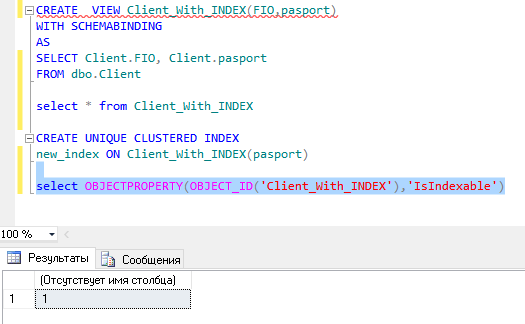 CREATE  VIEW Client_With_INDEX(FIO,pasport)
WITH SCHEMABINDING
AS
SELECT Client.FIO, Client.pasport
FROM dbo.Client
select * from Client_With_INDEX
CREATE UNIQUE CLUSTERED INDEX
new_index ON Client_With_INDEX(pasport)
select OBJECTPROPERTY(OBJECT_ID('Client_With_INDEX'),'IsIndexable')
100 %
Результаты Сообщения
(Отсутствует имя столбца)
1 1